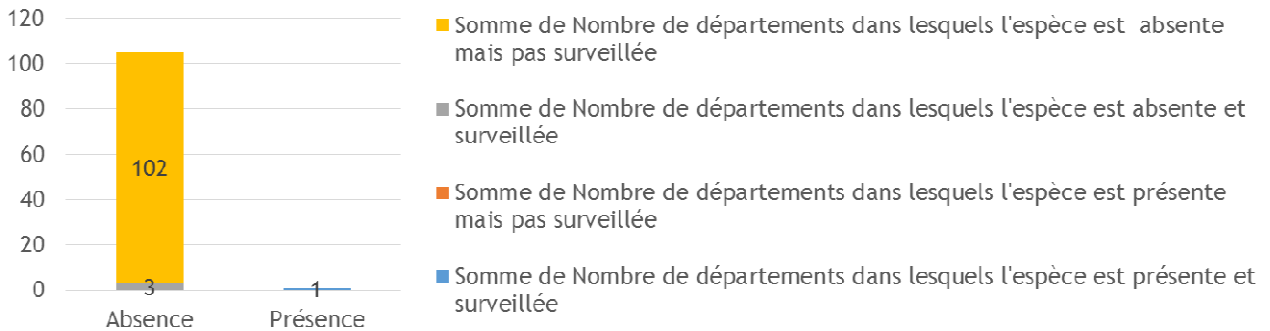 120
100
80
60
40
20
0
102
3
1
Absence
Présence
Somme de Nombre de départements dans lesquels l'espèce est absente
mais pas surveillée
Somme de Nombre de départements dans lesquels l'espèce est absente et
surveillée
Somme de Nombre de départements dans lesquels l'espèce est présente
mais pas surveillée
Somme de Nombre de départements dans lesquels l'espèce est présente et
surveillée